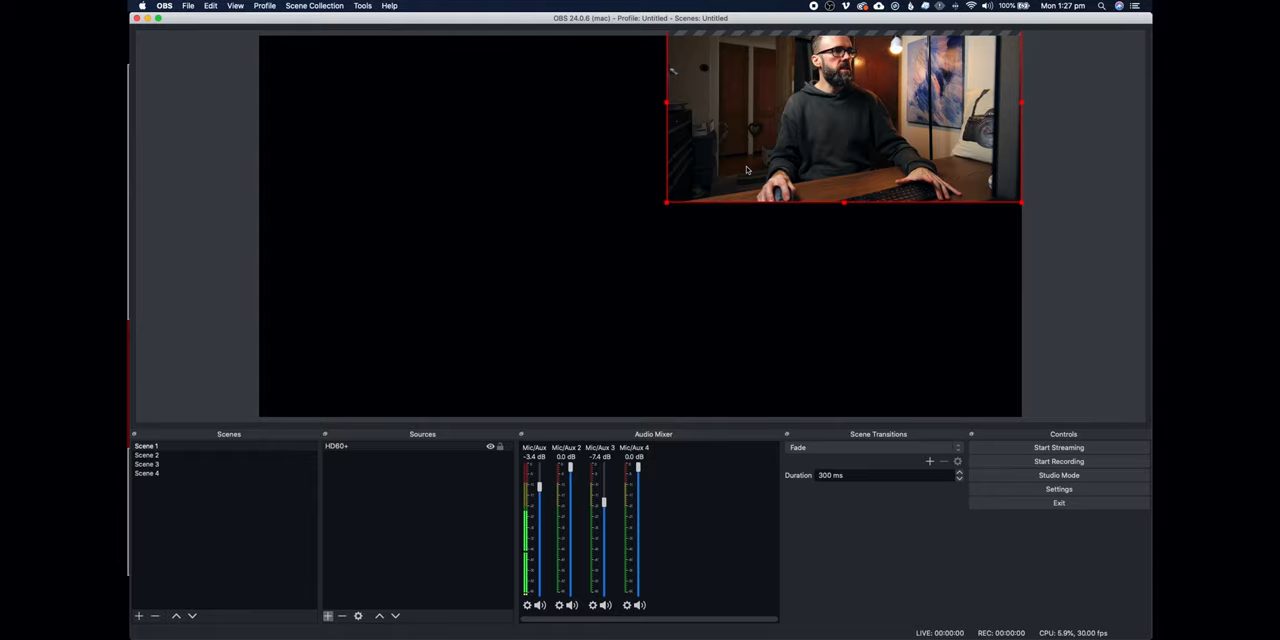 OBS File Edit View Profile Scene Collection Tools Help 100% Mon 1:27 pm
OBS 24.0.6 (mac) - Profile: Untitled - Scenes: Untitled
Scenes Sources Audio Mixer Scene Transitions Controls
Scene 1
Scene 2
Scene 3
Scene 4
HD60+
Mic/Aux Mic/Aux 2 Mic/Aux 3 Mic/Aux 4
-3.4 dB 0.0 dB -7.4 dB 0.0 dB
Fade
Duration 300 ms
Start Streaming
Start Recording
Studio Mode
Settings
Exit
LIVE: 00:00:00 REC: 00:00:00 CPU: 5.9%, 30.00 fps